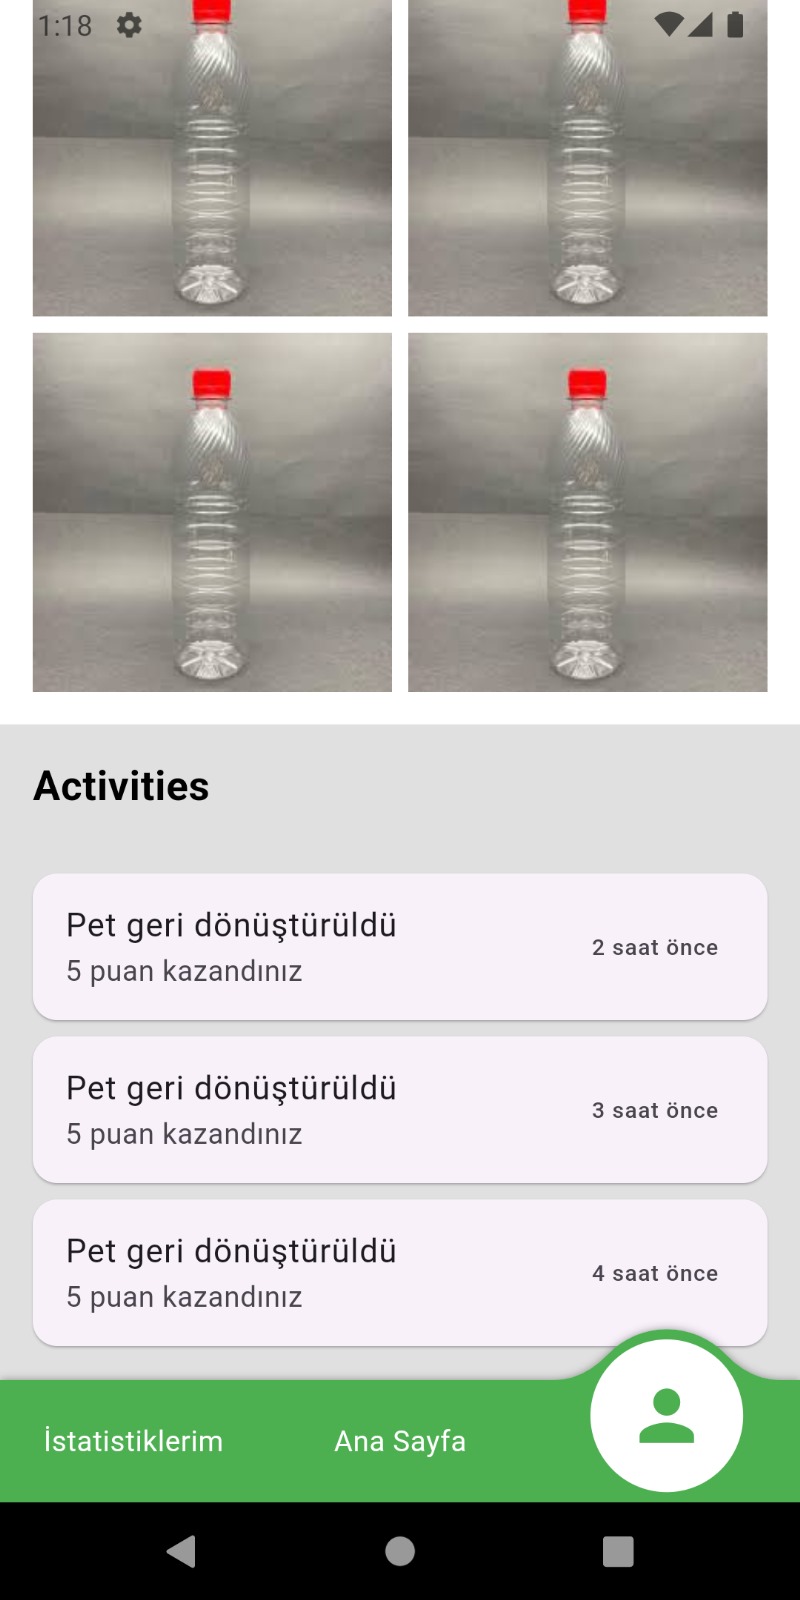 1:18
Activities
Pet geri dönüştürüldü
5 puan kazandınız
2 saat önce
Pet geri dönüştürüldü
5 puan kazandınız
3 saat önce
Pet geri dönüştürüldü
5 puan kazandınız
4 saat önce
İstatistiklerim
Ana Sayfa